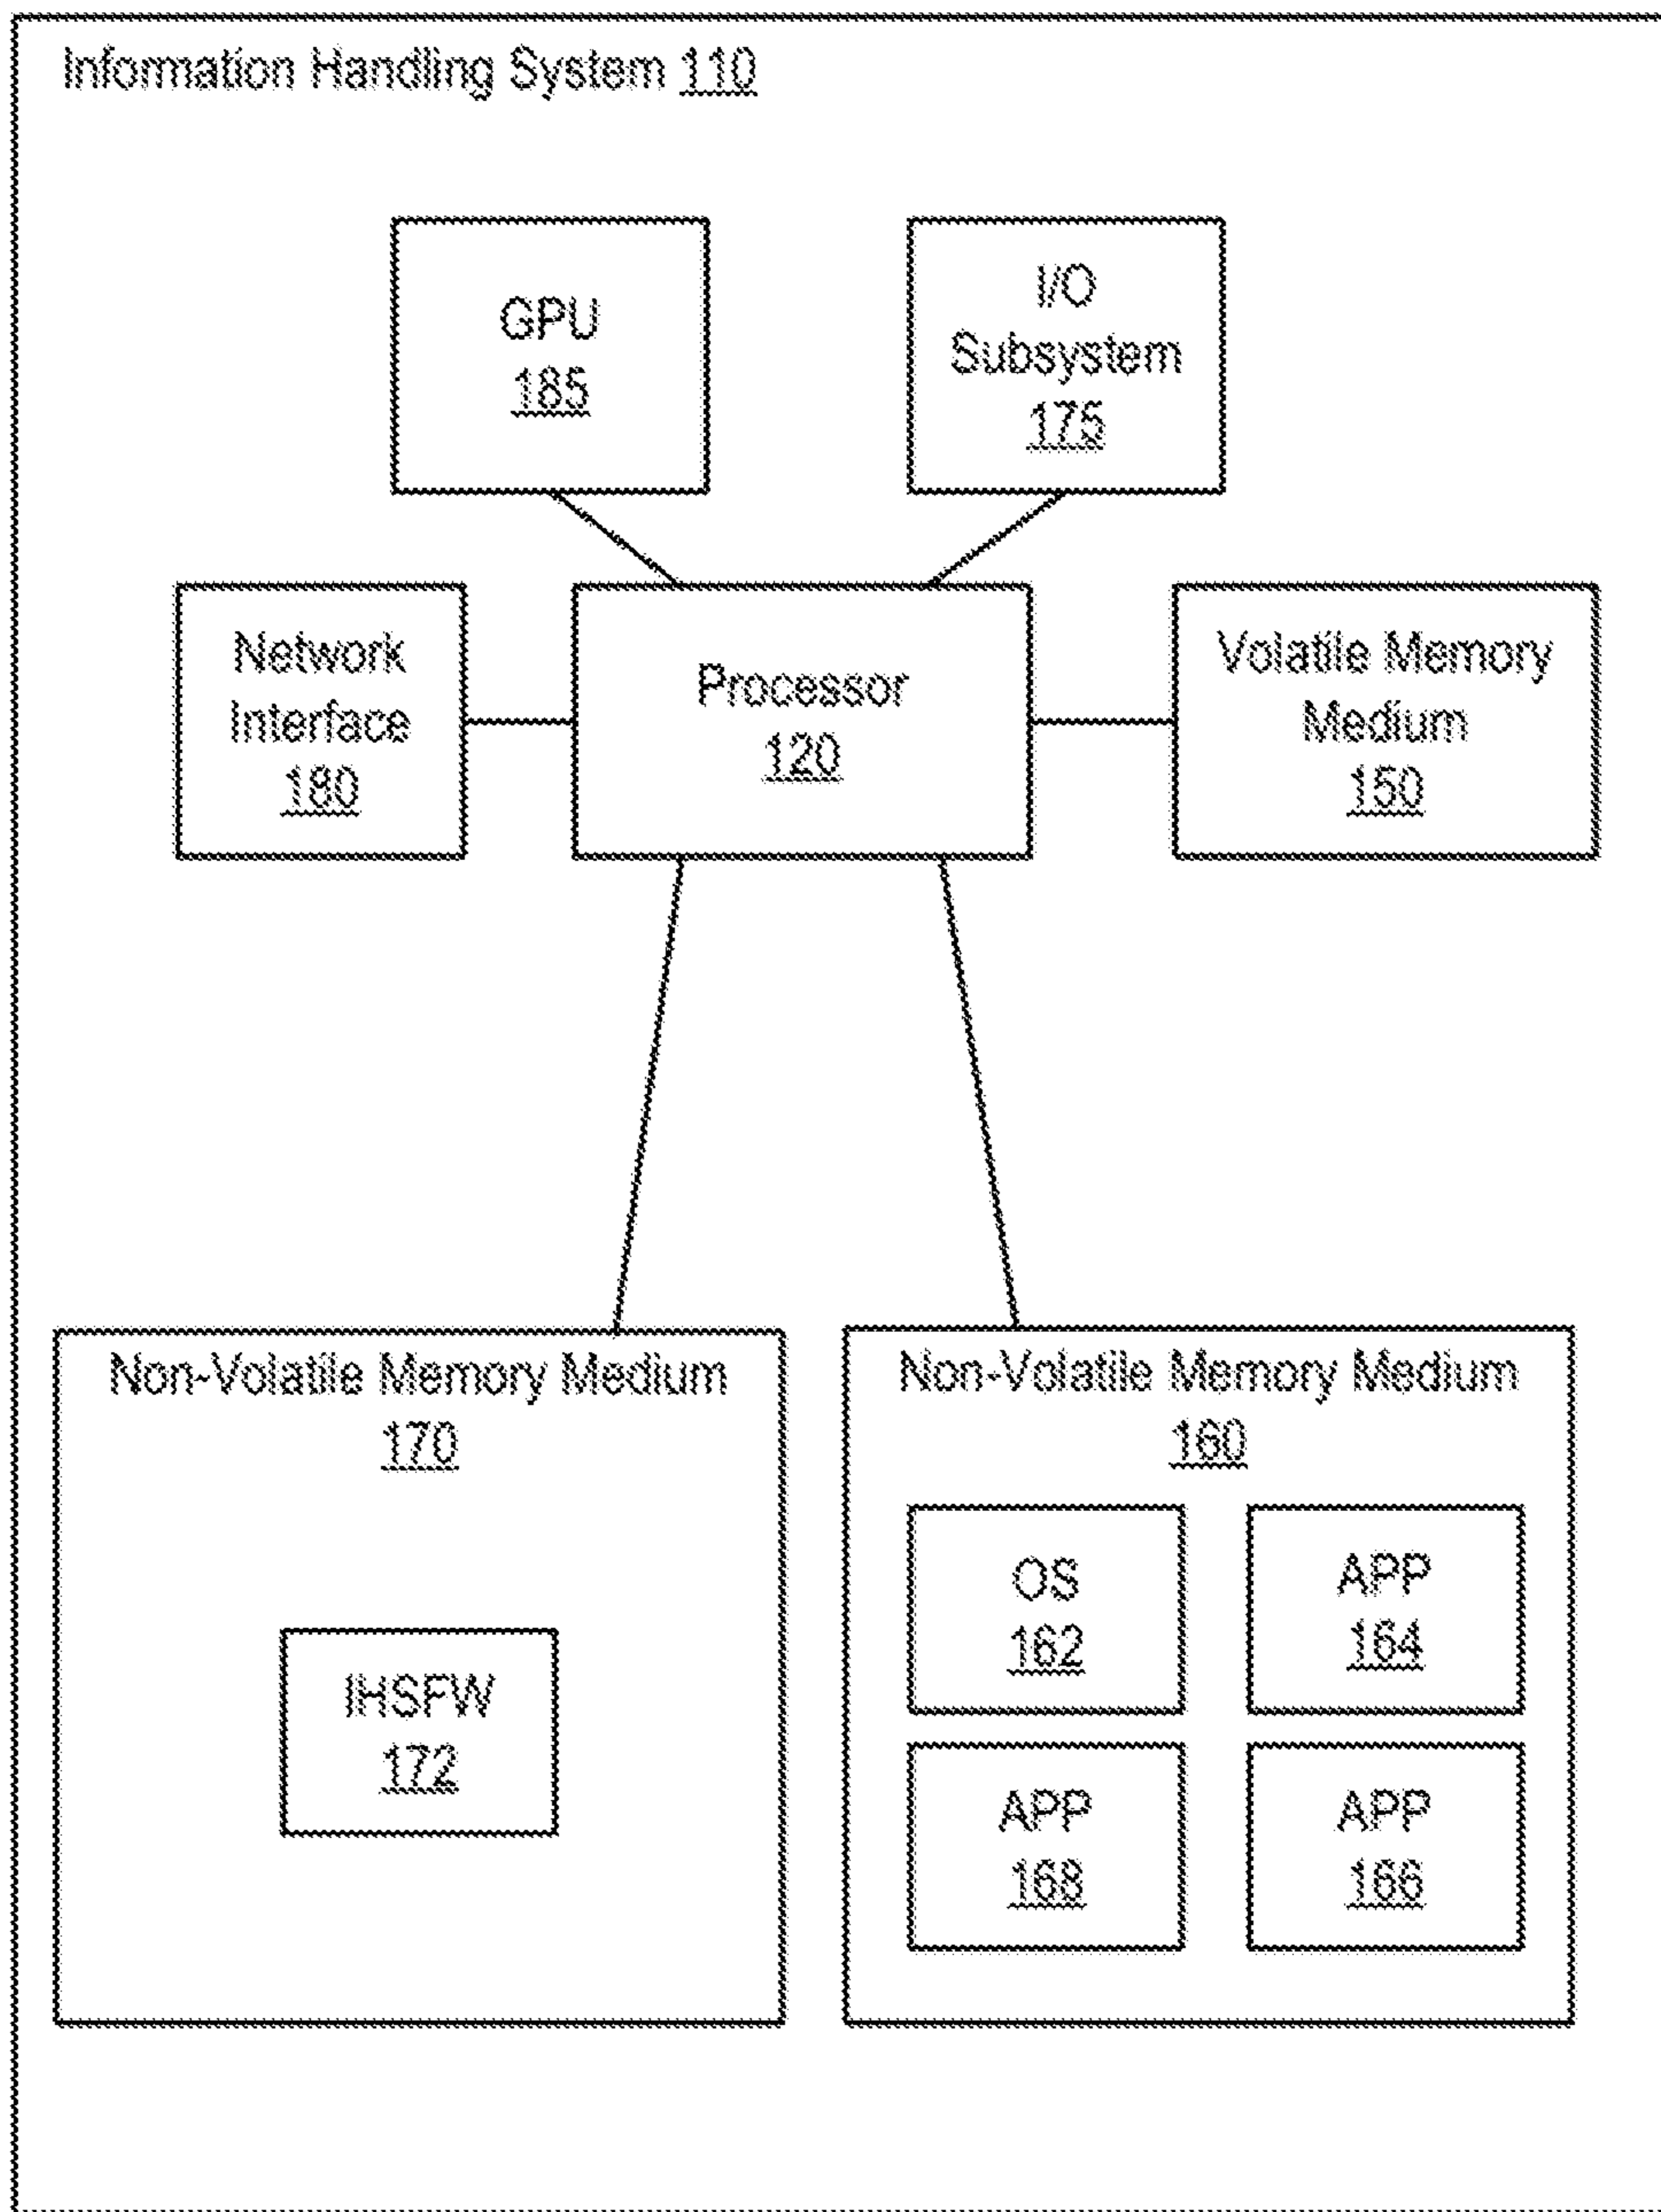 Information Handling System 110
GPU
185
I/O
Subsystem
175
Network
Interface
180
Processor
120
Volatile Memory
Medium
150
Non-Volatile Memory Medium
170
IHSFW
172
Non-Volatile Memory Medium
160
OS
162
APP
164
APP
168
APP
166